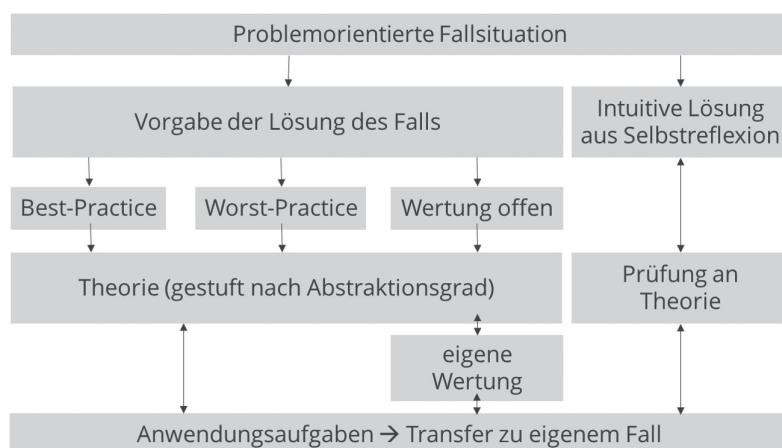 Problemorientierte Fallsituation
Vorgabe der Lösung des Falls
Intuitive Lösung
aus Selbstreflexion
Best-Practice
Worst-Practice
Wertung offen
Theorie (gestuft nach Abstraktionsgrad)
Prüfung an
Theorie
eigene
Wertung
Anwendungsaufgaben → Transfer zu eigenem Fall